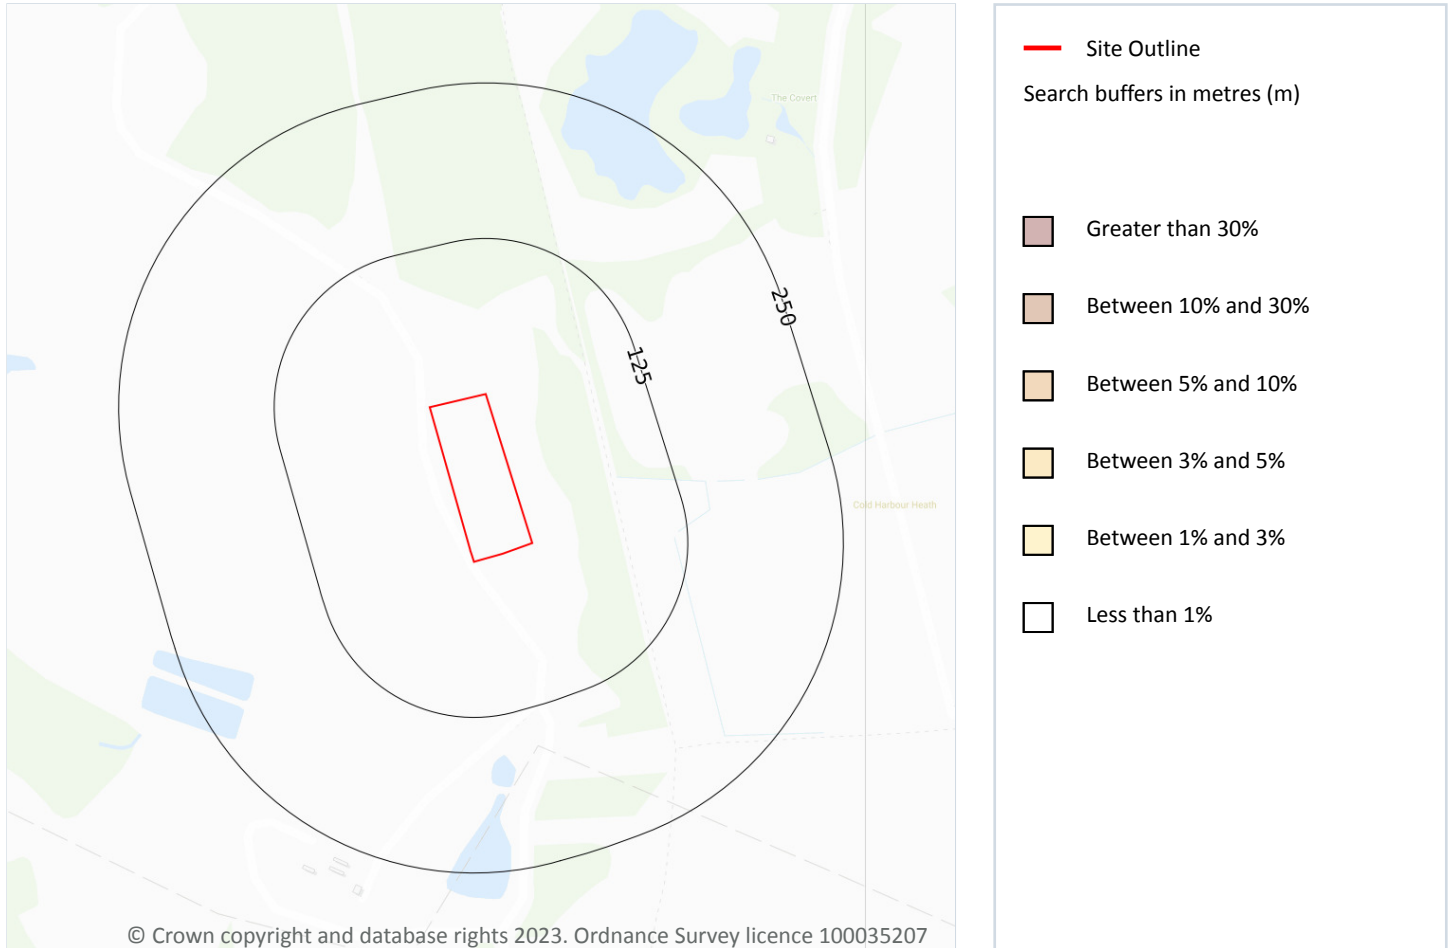 The Covert
250
125
Cold Harbour Heath
© Crown copyright and database rights 2023. Ordnance Survey licence 100035207
Site Outline
Search buffers in metres (m)
Greater than 30%
Between 10% and 30%
Between 5% and 10%
Between 3% and 5%
Between 1% and 3%
Less than 1%